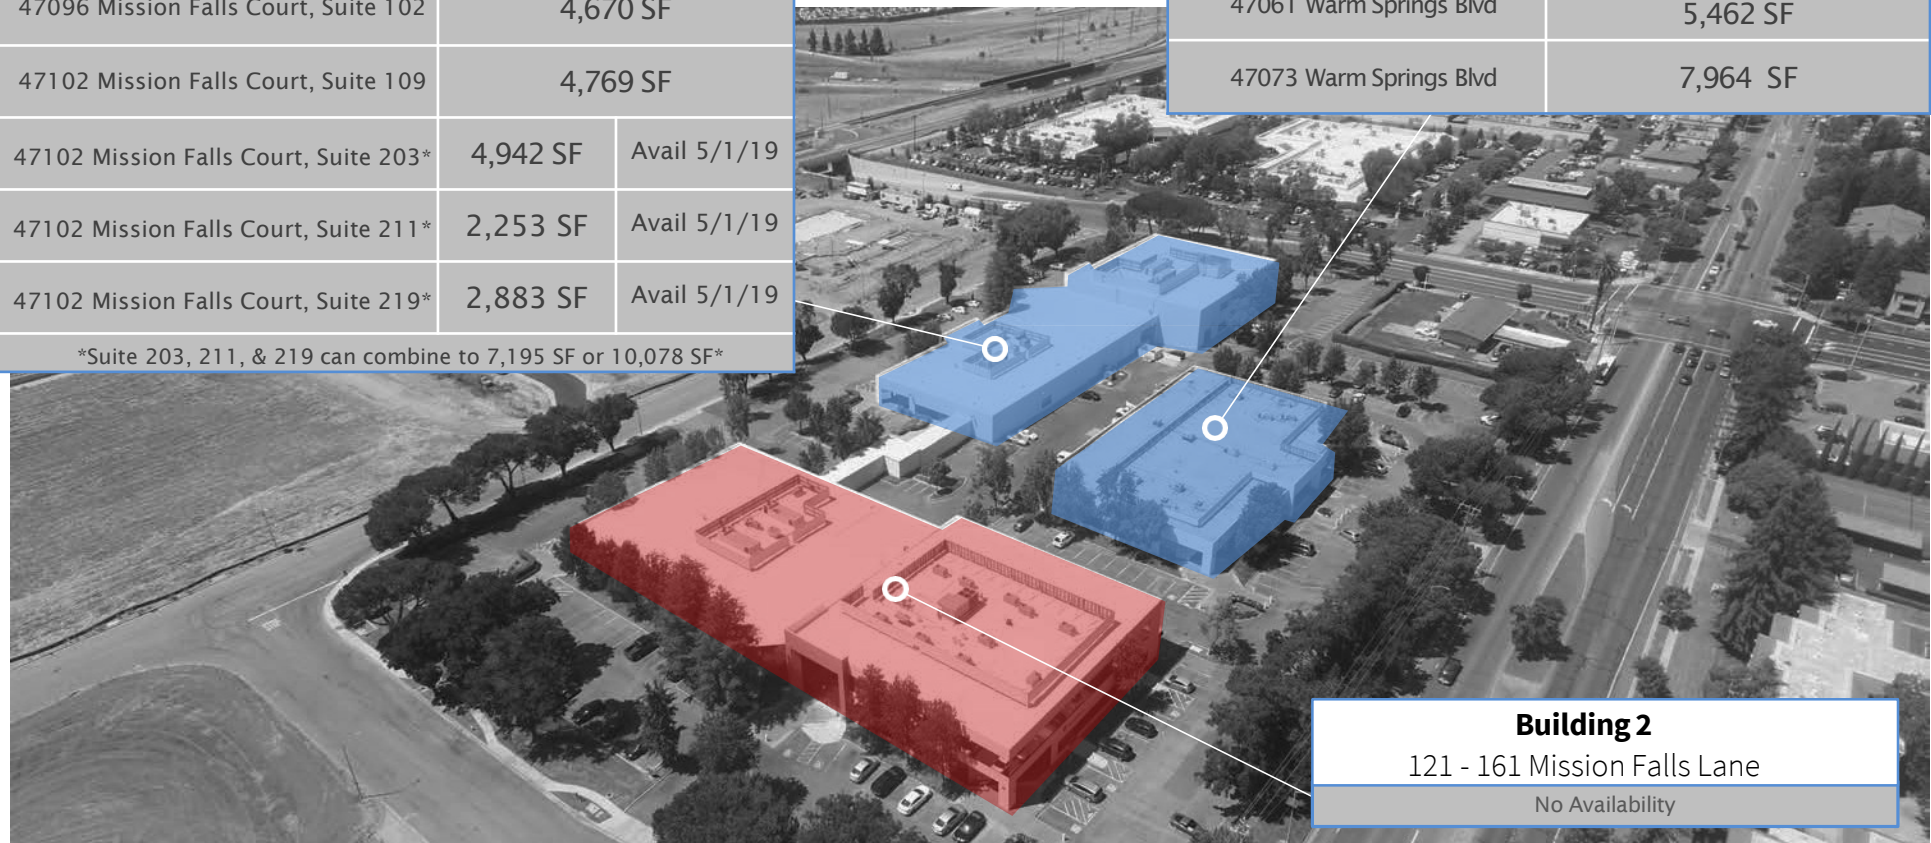 47096 Mission Falls Court, Suite 102 4,670 SF
47102 Mission Falls Court, Suite 109 4,769 SF
47102 Mission Falls Court, Suite 203* 4,942 SF Avail 5/1/19
47102 Mission Falls Court, Suite 211* 2,253 SF Avail 5/1/19
47102 Mission Falls Court, Suite 219* 2,883 SF Avail 5/1/19
*Suite 203, 211, & 219 can combine to 7,195 SF or 10,078 SF*
47061 Warm Springs Blvd 5,462 SF
47073 Warm Springs Blvd 7,964 SF
Building 2
121 - 161 Mission Falls Lane
No Availability